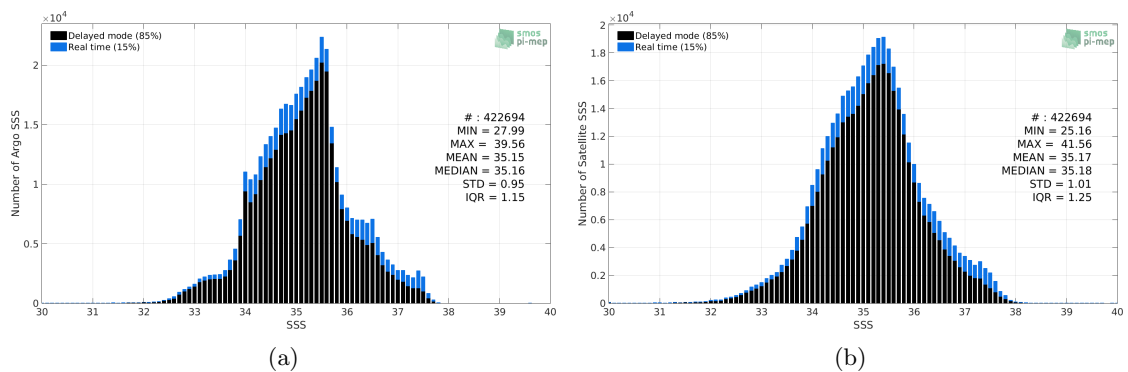 ×10⁴
Delayed mode (85%)
Real time (15%)
smos
pi-mep
Number of Argo SSS
2
1.5
1
0.5
0
# : 422694
MIN = 27.99
MAX = 39.56
MEAN = 35.15
MEDIAN = 35.16
STD = 0.95
IQR = 1.15
30 31 32 33 34 35 36 37 38 39 40
SSS
(a)
×10⁴
Delayed mode (85%)
Real time (15%)
smos
pi-mep
Number of Satellite SSS
2
1.8
1.6
1.4
1.2
1
0.8
0.6
0.4
0.2
0
# : 422694
MIN = 25.16
MAX = 41.56
MEAN = 35.17
MEDIAN = 35.18
STD = 1.01
IQR = 1.25
30 31 32 33 34 35 36 37 38 39 40
SSS
(b)